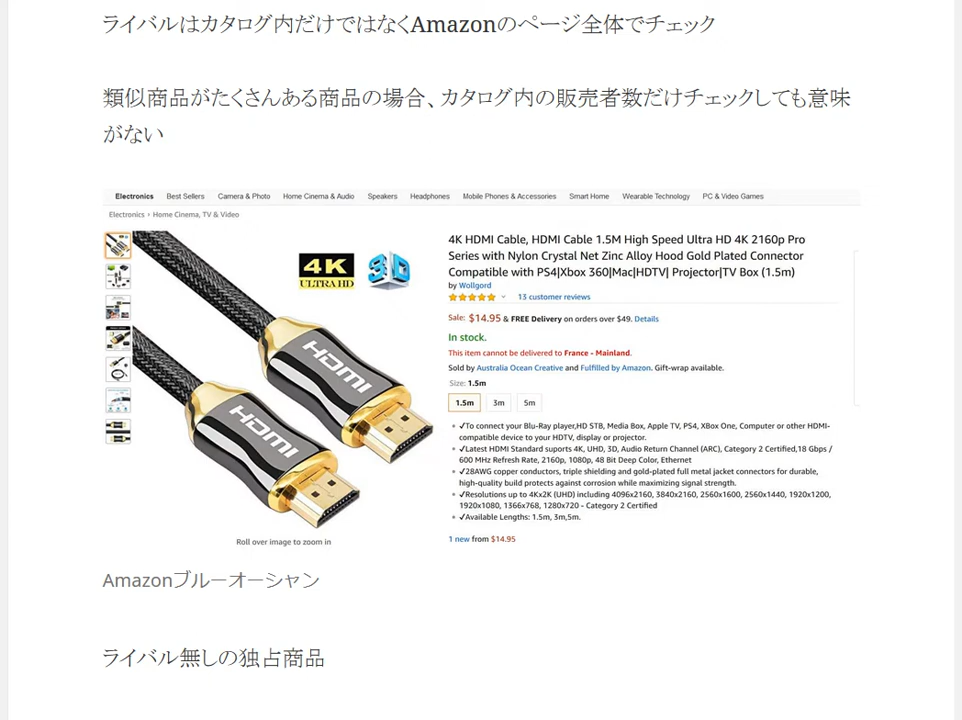 ライバルはカタログ内だけではなくAmazonのページ全体でチェック
類似商品がたくさんある商品の場合、カタログ内の販売者数だけチェックしても意味
がない
Electronics Best Sellers Camera & Photo Home Cinema & Audio Speakers Headphones Mobile Phones & Accessories Smart Home Wearable Technology PC & Video Games
Electronics › Home Cinema, TV & Video
4K
ULTRA HD
3D
HDMI
HDMI
Roll over image to zoom in
4K HDMI Cable, HDMI Cable 1.5M High Speed Ultra HD 4K 2160p Pro
Series with Nylon Crystal Net Zinc Alloy Hood Gold Plated Connector
Compatible with PS4|Xbox 360|Mac|HDTV| Projector|TV Box (1.5m)
by Wollgord
13 customer reviews
Sale: $14.95 & FREE Delivery on orders over $49. Details
In stock.
This item cannot be delivered to France - Mainland.
Sold by Australia Ocean Creative and Fulfilled by Amazon. Gift-wrap available.
Size: 1.5m
1.5m 3m 5m
• ✓To connect your Blu-Ray player,HD STB, Media Box, Apple TV, PS4, XBox One, Computer or other HDMI-
compatible device to your HDTV, display or projector.
• ✓Latest HDMI Standard suports 4K, UHD, 3D, Audio Return Channel (ARC), Category 2 Certified,18 Gbps /
600 MHz Refresh Rate, 2160p, 1080p, 48 Bit Deep Color, Ethernet
• ✓28AWG copper conductors, triple shielding and gold-plated full metal jacket connectors for durable,
high-quality build protects against corrosion while maximizing signal strength.
• ✓Resolutions up to 4Kx2K (UHD) including 4096x2160, 3840x2160, 2560x1600, 2560x1440, 1920x1200,
1920x1080, 1366x768, 1280x720 - Category 2 Certified
• ✓Available Lengths: 1.5m, 3m,5m.
1 new from $14.95
Amazonブルーオーシャン
ライバル無しの独占商品